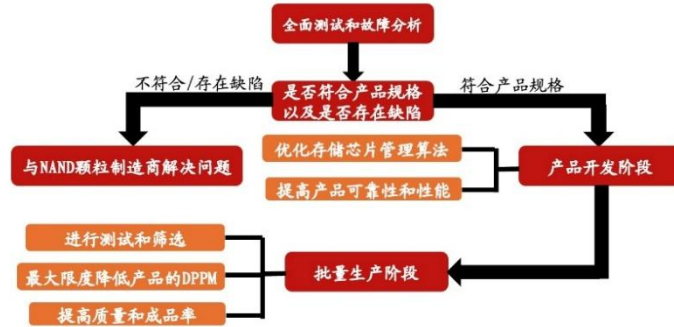 全面测试和故障分析
不符合/存在缺陷
是否符合产品规格
以及是否存在缺陷
符合产品规格
与NAND颗粒制造商解决问题
优化存储芯片管理算法
提高产品可靠性和性能
产品开发阶段
进行测试和筛选
最大限度降低产品的DPPM
提高质量和成品率
批量生产阶段